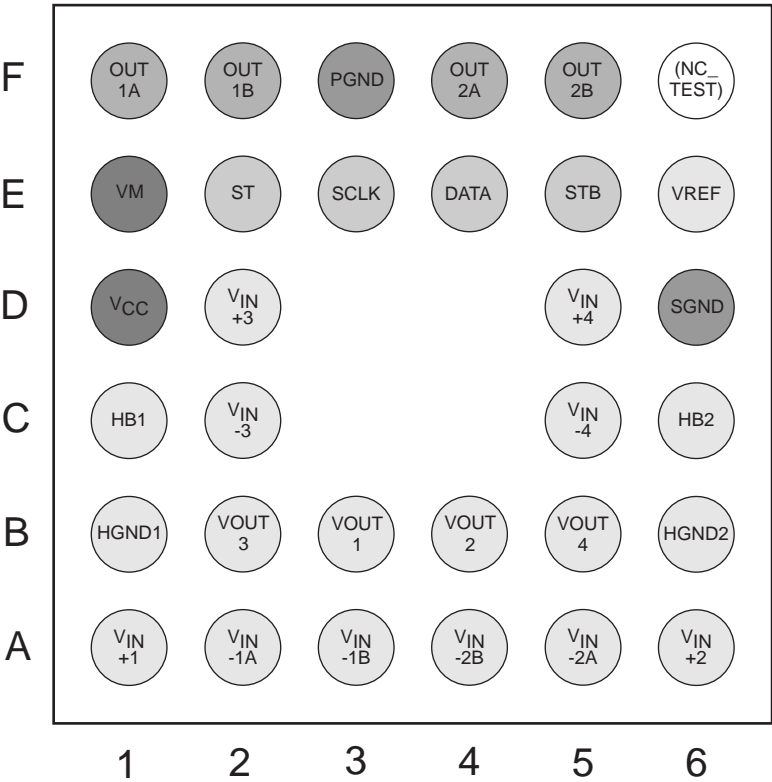 F
OUT
1A
OUT
1B
PGND
OUT
2A
OUT
2B
(NC_
TEST)
E
VM
ST
SCLK
DATA
STB
VREF
D
VCC
VIN
+3
VIN
+4
SGND
C
HB1
VIN
-3
VIN
-4
HB2
B
HGND1
VOUT
3
VOUT
1
VOUT
2
VOUT
4
HGND2
A
VIN
+1
VIN
-1A
VIN
-1B
VIN
-2B
VIN
-2A
VIN
+2
1 2 3 4 5 6